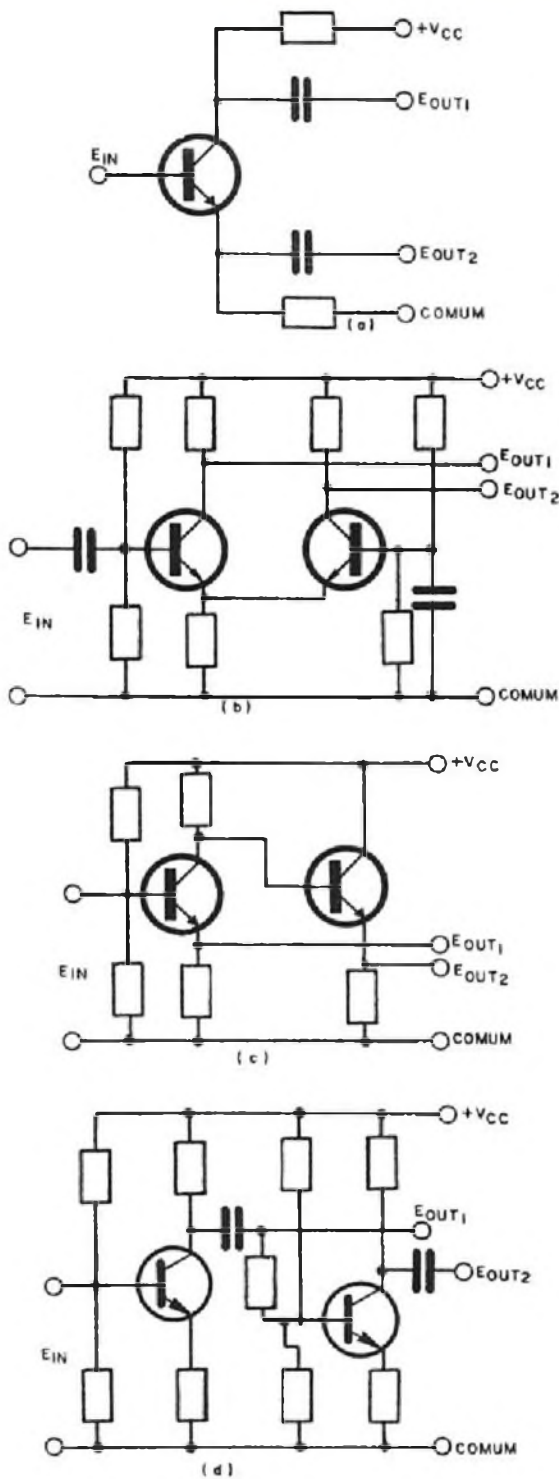 +VCC
EOUT1
EIN
EOUT2
(a)
COMUM
+VCC
EOUT1
EOUT2
EIN
COMUM
(b)
+VCC
EOUT1
EIN
EOUT2
COMUM
(c)
+VCC
EOUT1
EOUT2
EIN
COMUM
(d)